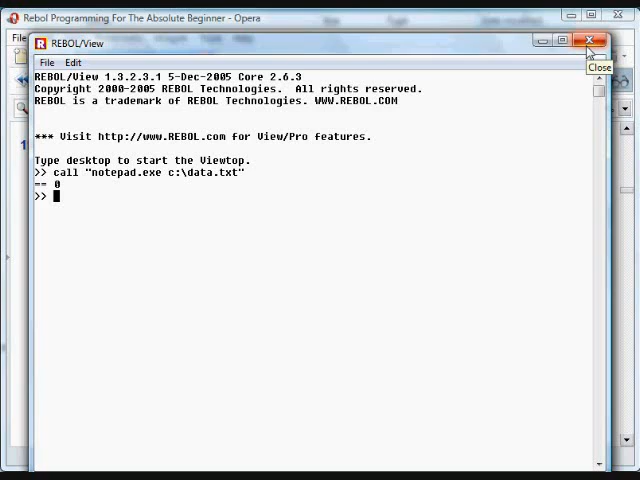 Rebol Programming For The Absolute Beginner - Opera
File
REBOL/View
Close
File Edit
REBOL/View 1.3.2.3.1 5-Dec-2005 Core 2.6.3
Copyright 2000-2005 REBOL Technologies.  All rights reserved.
REBOL is a trademark of REBOL Technologies. WWW.REBOL.COM
*** Visit http://www.REBOL.com for View/Pro features.
Type desktop to start the Viewtop.
>> call "notepad.exe c:\data.txt"
== 0
>>